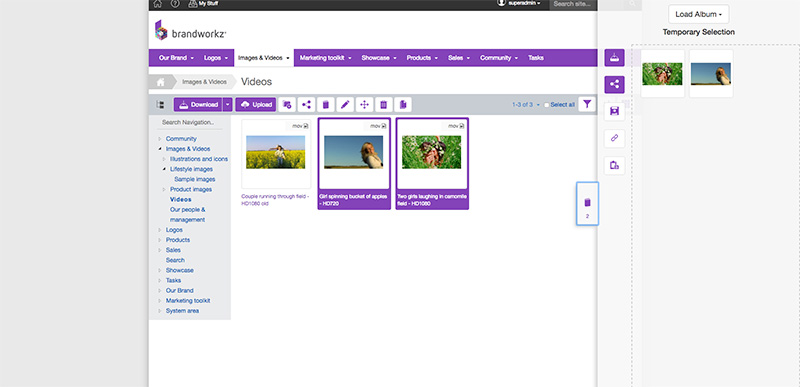 My Stuff
superadmin
Search site...
brandworkz
Our Brand Logos Images & Videos Marketing toolkit Showcase Products Sales Community Tasks
Images & Videos
Videos
Download Upload
1-3 of 3 Select all
Search Navigation..
Community
Images & Videos
Illustrations and icons
Lifestyle images
Sample images
Product images
Videos
Our people &
management
Logos
Products
Sales
Search
Showcase
Tasks
Our Brand
Marketing toolkit
System area
mov
Couple running through field -
HD1080 old
mov
Girl spinning bucket of apples
- HD720
mov
Two girls laughing in camomile
field - HD1080
2
Load Album
Temporary Selection